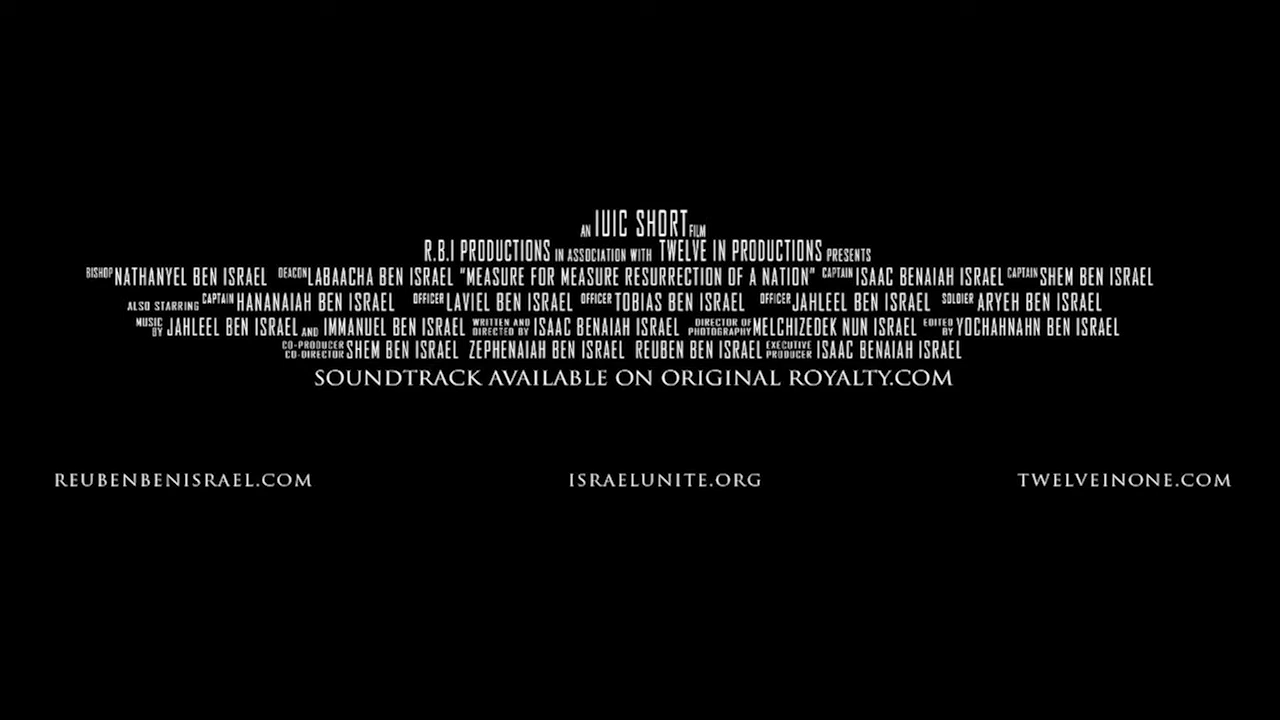 AN IUIC SHORT FILM
R.B.I PRODUCTIONS IN ASSOCIATION WITH TWELVE IN PRODUCTIONS PRESENTS
BISHOP NATHANYEL BEN ISRAEL DEACON LABAACHA BEN ISRAEL "MEASURE FOR MEASURE RESURRECTION OF A NATION" CAPTAIN ISAAC BENAIAH ISRAEL CAPTAIN SHEM BEN ISRAEL
ALSO STARRING CAPTAIN HANANAIAH BEN ISRAEL OFFICER LAVIEL BEN ISRAEL OFFICER TOBIAS BEN ISRAEL OFFICER JAHLEEL BEN ISRAEL SOLDIER ARYEH BEN ISRAEL
MUSIC BY JAHLEEL BEN ISRAEL AND IMMANUEL BEN ISRAEL WRITTEN AND DIRECTED BY ISAAC BENAIAH ISRAEL DIRECTOR OF PHOTOGRAPHY MELCHIZEDEK NUN ISRAEL EDITED BY YOCHAHNAHN BEN ISRAEL
CO-PRODUCER CO-DIRECTOR SHEM BEN ISRAEL ZEPHENAIAH BEN ISRAEL REUBEN BEN ISRAEL EXECUTIVE PRODUCER ISAAC BENAIAH ISRAEL
SOUNDTRACK AVAILABLE ON ORIGINAL ROYALTY.COM
REUBENBENISRAEL.COM ISRAELUNITE.ORG TWELVEINONE.COM